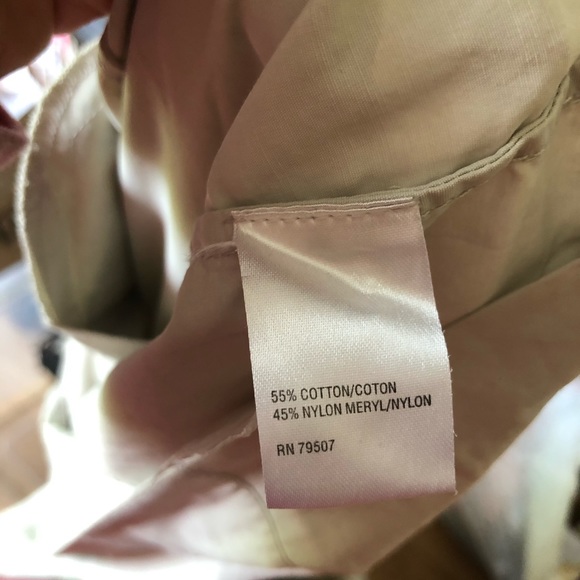 55% COTTON/COTON
45% NYLON MERYL/NYLON
RN 79507